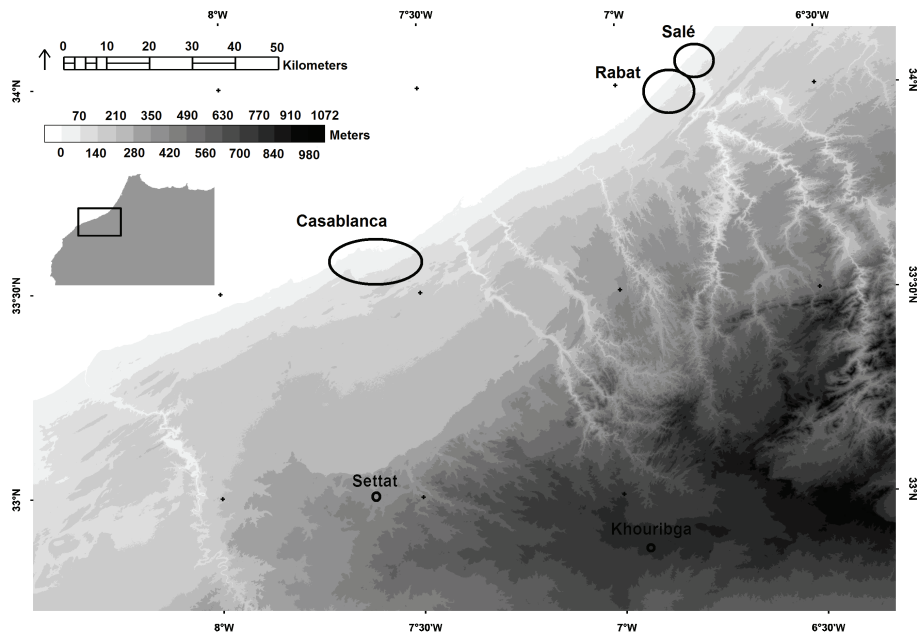 8°W 7°30'W 7°W 6°30'W
0 10 20 30 40 50
Kilometers
Salé
Rabat
34°N 34°N
70 210 350 490 630 770 910 1072
Meters
0 140 280 420 560 700 840 980
Casablanca
33°30'N 33°30'N
Settat
33°N 33°N
Khouribga
8°W 7°30'W 7°W 6°30'W